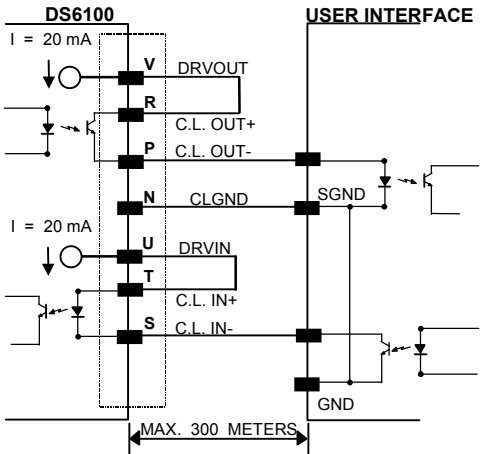 DS6100
USER INTERFACE
I = 20 mA
V
DRVOUT
R
C.L. OUT+
P
C.L. OUT-
N
CLGND
SGND
I = 20 mA
U
DRVIN
T
C.L. IN+
S
C.L. IN-
GND
MAX. 300 METERS